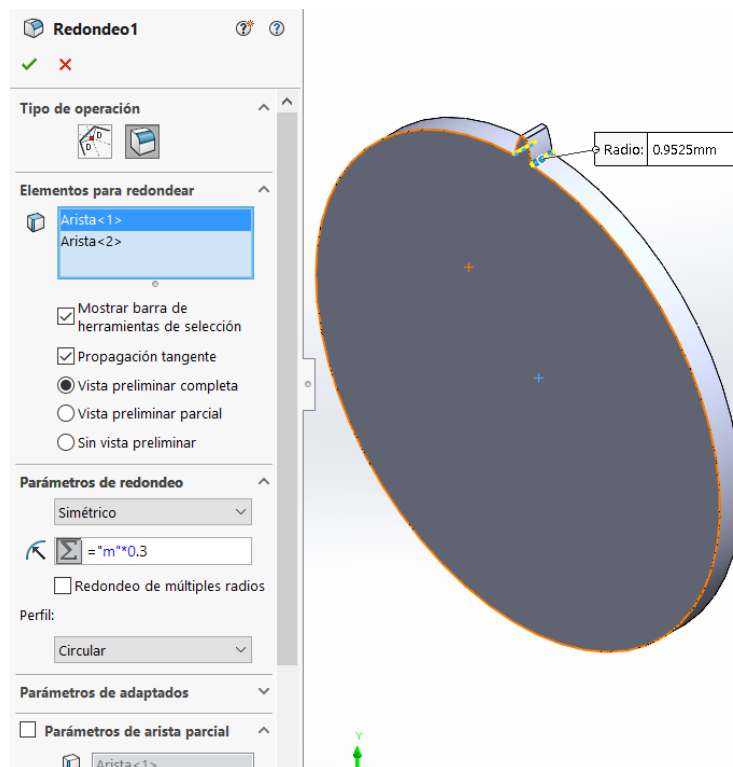 Redondeo1
Tipo de operación
D
D
Elementos para redondear
Arista<1>
Arista<2>
Mostrar barra de
herramientas de selección
Propagación tangente
Vista preliminar completa
Vista preliminar parcial
Sin vista preliminar
Parámetros de redondeo
Simétrico
="m"*0.3
Redondeo de múltiples radios
Perfil:
Circular
Parámetros de adaptados
Parámetros de arista parcial
Arista<1>
Radio: 0.9525mm
Y